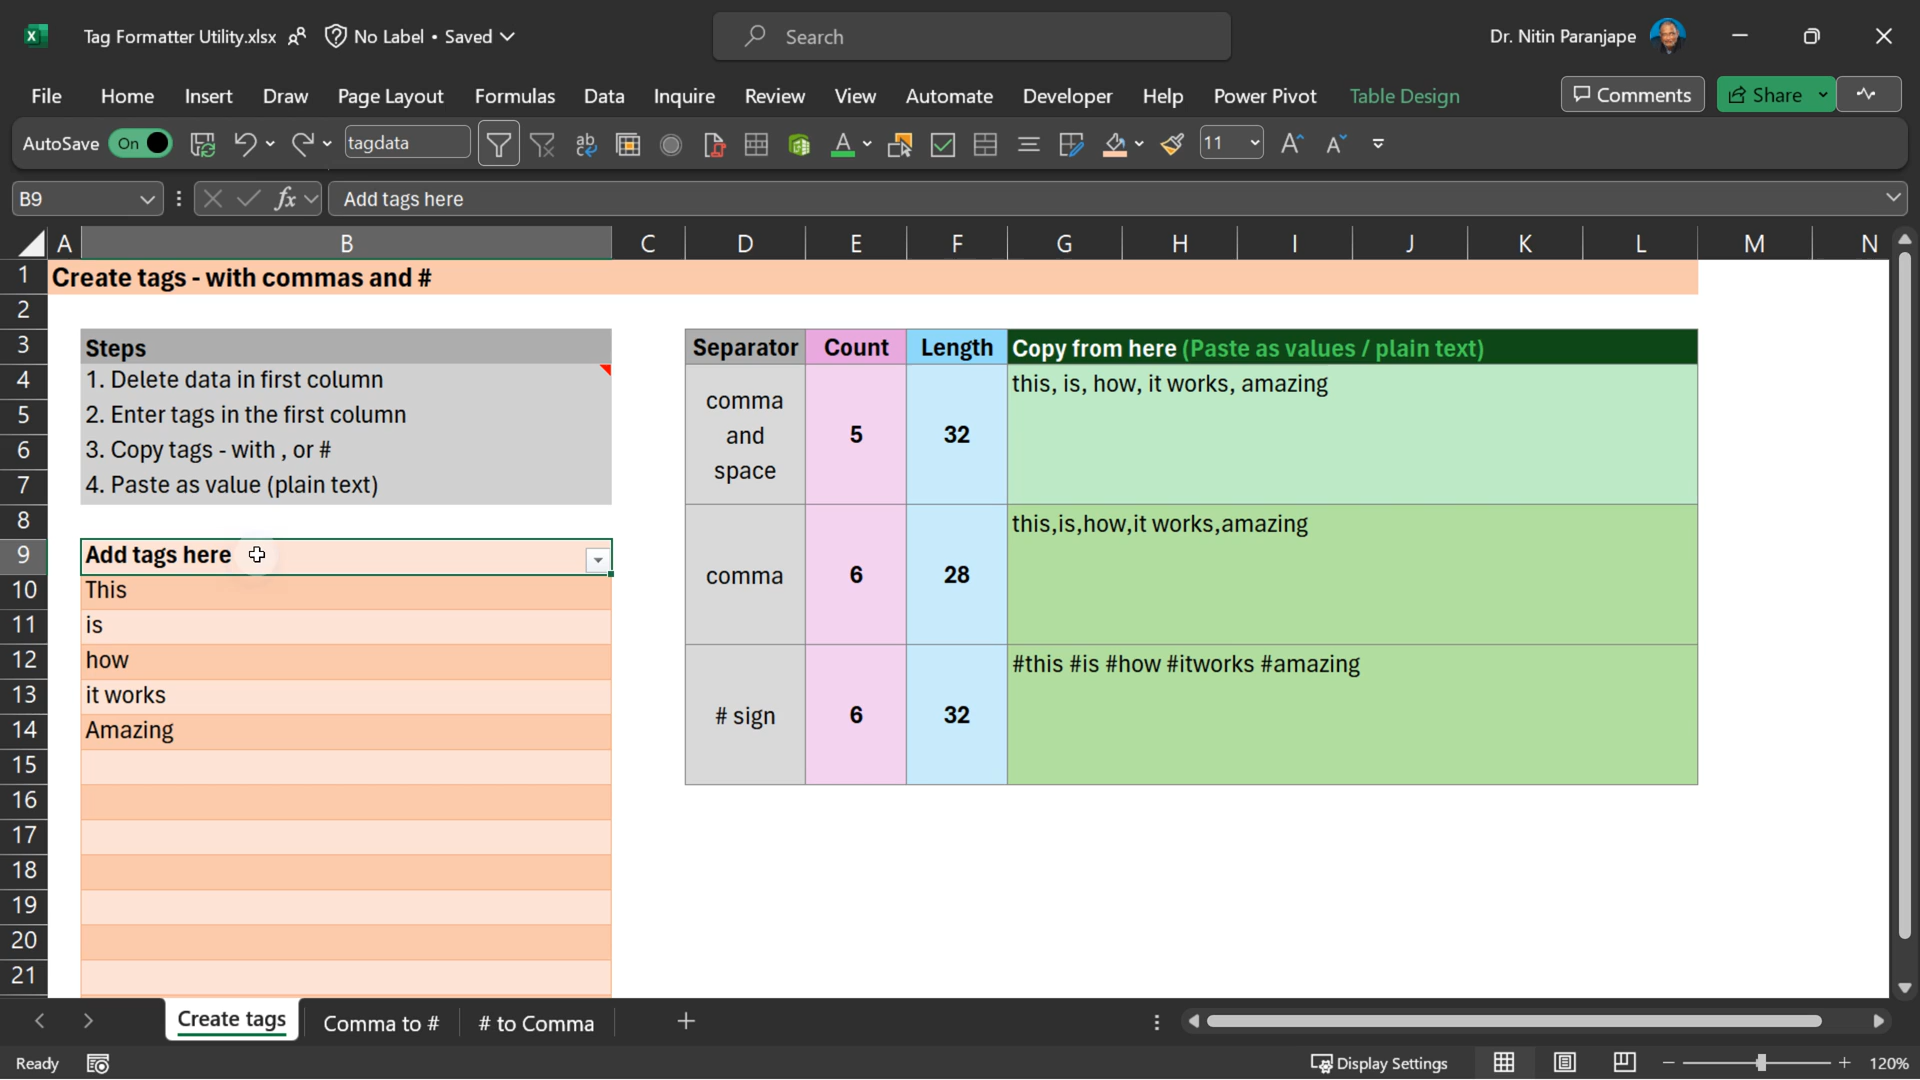 Tag Formatter Utility.xlsx No Label • Saved Search Dr. Nitin Paranjape
File Home Insert Draw Page Layout Formulas Data Inquire Review View Automate Developer Help Power Pivot Table Design Comments Share
AutoSave On tagdata 11
B9 fx Add tags here
A B C D E F G H I J K L M N
1 Create tags - with commas and #
2
3 Steps Separator Count Length Copy from here (Paste as values / plain text)
4 1. Delete data in first column this, is, how, it works, amazing
comma
5 2. Enter tags in the first column and 5 32
6 3. Copy tags - with , or # space
7 4. Paste as value (plain text)
8 this,is,how,it works,amazing
9 Add tags here comma 6 28
10 This
11 is
12 how #this #is #how #itworks #amazing
13 it works # sign 6 32
14 Amazing
15
16
17
18
19
20
21
Create tags Comma to # # to Comma
Ready Display Settings 120%